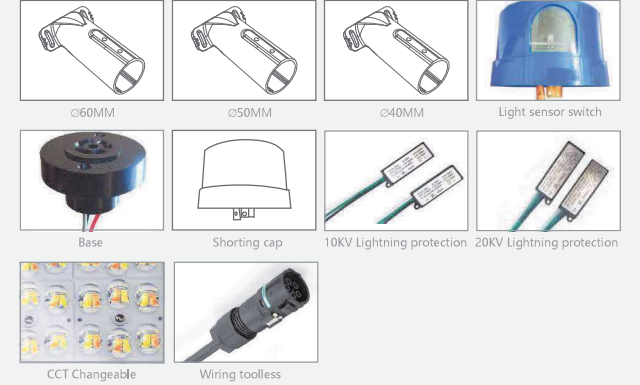 ∅60MM
∅50MM
∅40MM
Light sensor switch
Base
Shorting cap
10KV Lightning protection
20KV Lightning protection
CCT Changeable
Wiring toolless